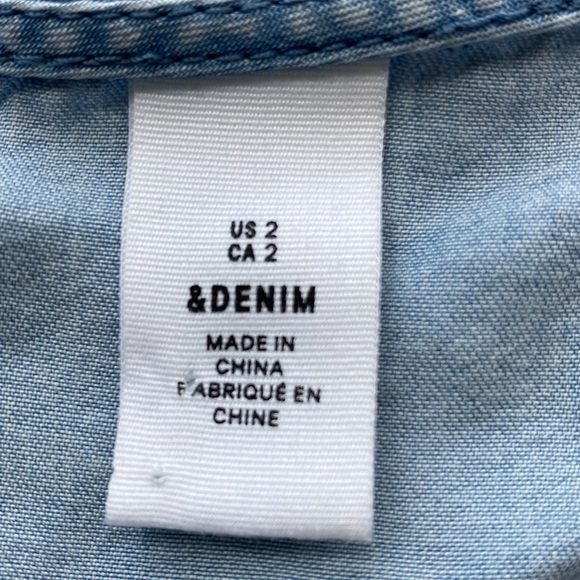 US 2
CA 2
&DENIM
MADE IN
CHINA
FABRIQUÉ EN
CHINE